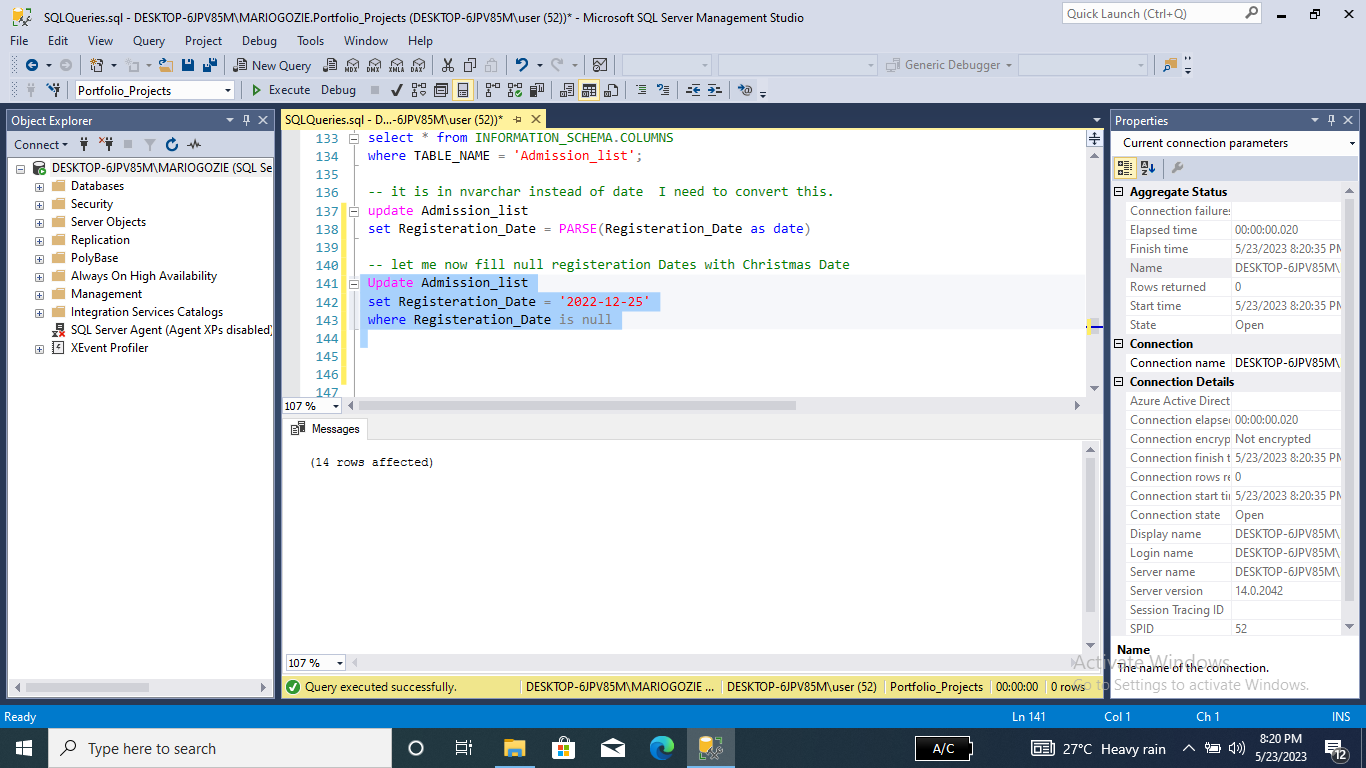 SQLQueries.sql - DESKTOP-6JPV85M\MARIOGOZIE.Portfolio_Projects (DESKTOP-6JPV85M\user (52))* - Microsoft SQL Server Management Studio
Quick Launch (Ctrl+Q)
File Edit View Query Project Debug Tools Window Help
New Query
MDX DMX XMLA DAX
Generic Debugger
Portfolio_Projects
Execute Debug
Object Explorer
Connect
DESKTOP-6JPV85M\MARIOGOZIE (SQL Se
Databases
Security
Server Objects
Replication
PolyBase
Always On High Availability
Management
Integration Services Catalogs
SQL Server Agent (Agent XPs disabled)
XEvent Profiler
SQLQueries.sql - D...-6JPV85M\user (52))*
133 select * from INFORMATION_SCHEMA.COLUMNS
134 where TABLE_NAME = 'Admission_list';
135
136 -- it is in nvarchar instead of date  I need to convert this.
137 update Admission_list
138 set Registeration_Date = PARSE(Registeration_Date as date)
139
140 -- let me now fill null registeration Dates with Christmas Date
141 Update Admission_list
142 set Registeration_Date = '2022-12-25'
143 where Registeration_Date is null
144
145
146
147
107 %
Messages
(14 rows affected)
107 %
Query executed successfully.
DESKTOP-6JPV85M\MARIOGOZIE ...
DESKTOP-6JPV85M\user (52)
Portfolio_Projects
00:00:00
0 rows
Properties
Current connection parameters
Aggregate Status
Connection failures
Elapsed time 00:00:00.020
Finish time 5/23/2023 8:20:35 PM
Name DESKTOP-6JPV85M\
Rows returned 0
Start time 5/23/2023 8:20:35 PM
State Open
Connection
Connection name DESKTOP-6JPV85M\
Connection Details
Azure Active Direct
Connection elapse 00:00:00.020
Connection encryp Not encrypted
Connection finish t 5/23/2023 8:20:35 PM
Connection rows re 0
Connection start tir 5/23/2023 8:20:35 PM
Connection state Open
Display name DESKTOP-6JPV85M\
Login name DESKTOP-6JPV85M\
Server name DESKTOP-6JPV85M\
Server version 14.0.2042
Session Tracing ID
SPID 52
Name
The name of the connection.
Activate Windows
Go to Settings to activate Windows.
Ready
Ln 141
Col 1
Ch 1
INS
Type here to search
A/C
27°C Heavy rain
8:20 PM
5/23/2023
12